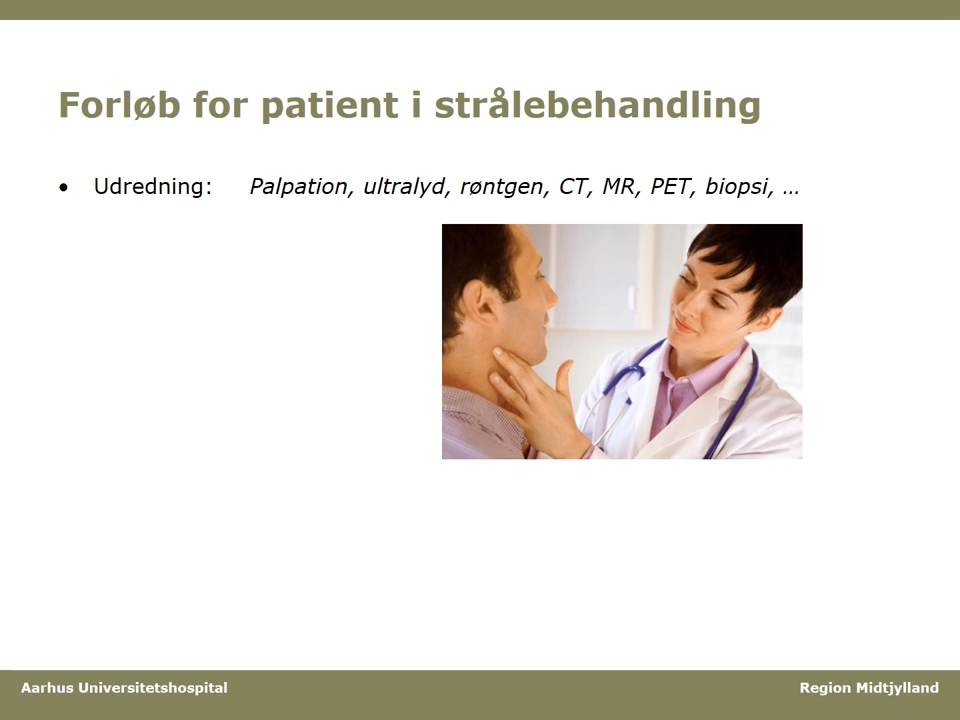 Forløb for patient i strålebehandling
• Udredning: Palpation, ultralyd, røntgen, CT, MR, PET, biopsi, …
Aarhus Universitetshospital
Region Midtjylland